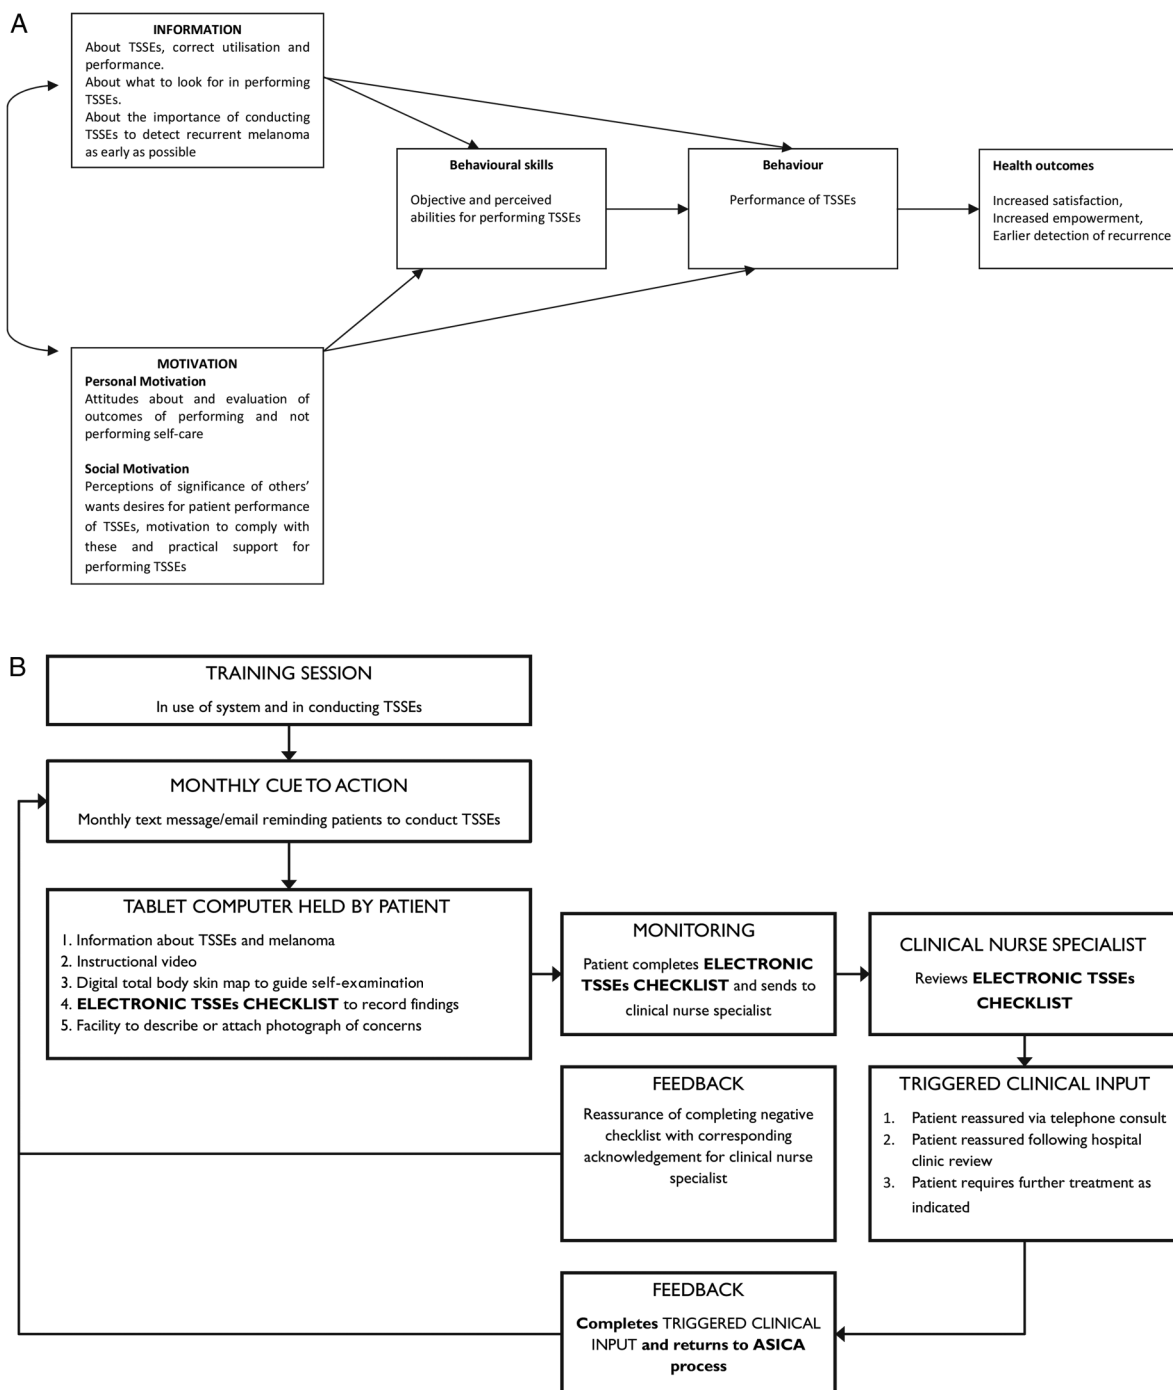 A
INFORMATION
About TSSEs, correct utilisation and
performance.
About what to look for in performing
TSSEs.
About the importance of conducting
TSSEs to detect recurrent melanoma
as early as possible
Behavioural skills
Objective and perceived
abilities for performing TSSEs
Behaviour
Performance of TSSEs
Health outcomes
Increased satisfaction,
Increased empowerment,
Earlier detection of recurrence
MOTIVATION
Personal Motivation
Attitudes about and evaluation of
outcomes of performing and not
performing self-care
Social Motivation
Perceptions of significance of others’
wants desires for patient performance
of TSSEs, motivation to comply with
these and practical support for
performing TSSEs
B
TRAINING SESSION
In use of system and in conducting TSSEs
MONTHLY CUE TO ACTION
Monthly text message/email reminding patients to conduct TSSEs
TABLET COMPUTER HELD BY PATIENT
1. Information about TSSEs and melanoma
2. Instructional video
3. Digital total body skin map to guide self-examination
4. ELECTRONIC TSSEs CHECKLIST to record findings
5. Facility to describe or attach photograph of concerns
MONITORING
Patient completes ELECTRONIC
TSSEs CHECKLIST and sends to
clinical nurse specialist
CLINICAL NURSE SPECIALIST
Reviews ELECTRONIC TSSEs
CHECKLIST
FEEDBACK
Reassurance of completing negative
checklist with corresponding
acknowledgement for clinical nurse
specialist
TRIGGERED CLINICAL INPUT
1. Patient reassured via telephone consult
2. Patient reassured following hospital
clinic review
3. Patient requires further treatment as
indicated
FEEDBACK
Completes TRIGGERED CLINICAL
INPUT and returns to ASICA
process